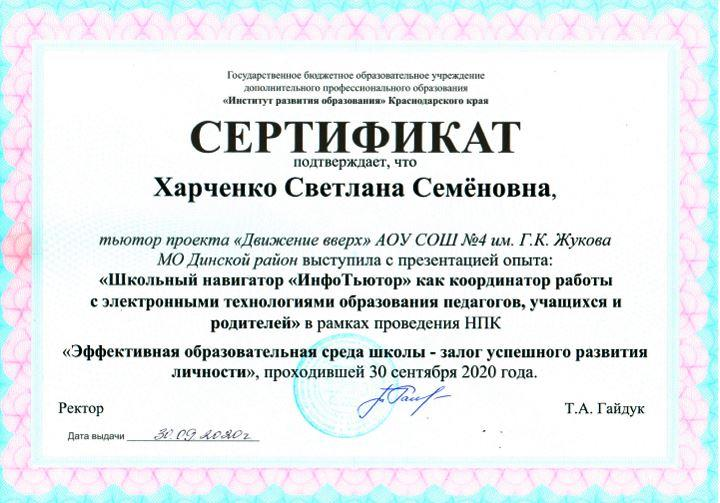 Государственное бюджетное образовательное учреждение
дополнительного профессионального образования
«Институт развития образования» Краснодарского края
СЕРТИФИКАТ
подтверждает, что
Харченко Светлана Семёновна,
тьютор проекта «Движение вверх» АОУ СОШ №4 им. Г.К. Жукова
МО Динской район выступила с презентацией опыта:
«Школьный навигатор «ИнфоТьютор» как координатор работы
с электронными технологиями образования педагогов, учащихся и
родителей» в рамках проведения НПК
«Эффективная образовательная среда школы - залог успешного развития
личности», проходившей 30 сентября 2020 года.
Ректор Т.А. Гайдук
Дата выдачи 30.09.2020г